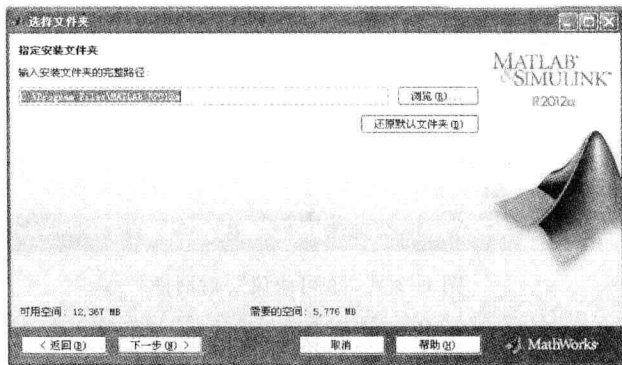 选择文件夹
指定安装文件夹
输入安装文件夹的完整路径:
浏览(R)...
还原默认文件夹(D)
MATLAB®
&SIMULINK®
R2012a
可用空间: 12,367 MB
需要的空间: 5,776 MB
< 返回(B)
下一步(N) >
取消
帮助(H)
MathWorks®